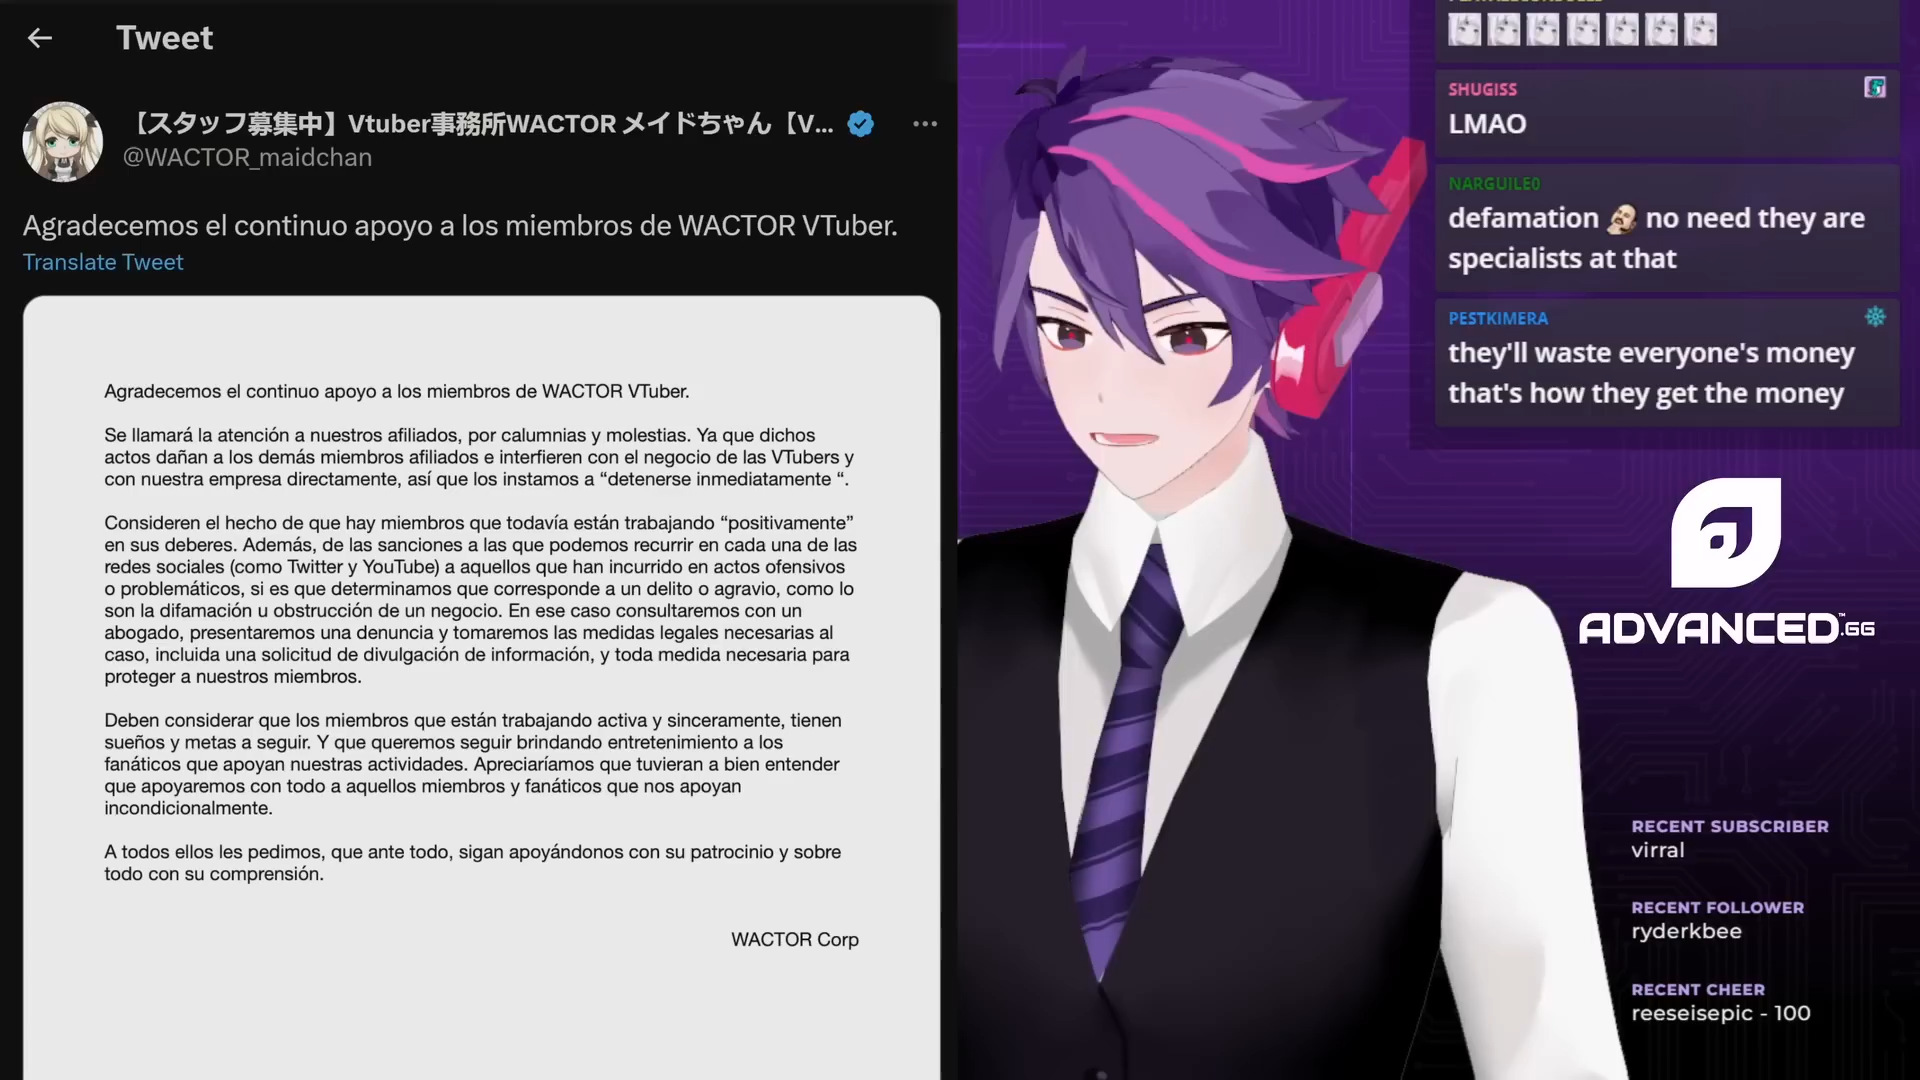 Tweet
【スタッフ募集中】Vtuber事務所WACTOR メイドちゃん【V...
@WACTOR_maidchan
Agradecemos el continuo apoyo a los miembros de WACTOR VTuber.
Translate Tweet
Agradecemos el continuo apoyo a los miembros de WACTOR VTuber.
Se llamará la atención a nuestros afiliados, por calumnias y molestias. Ya que dichos
actos dañan a los demás miembros afiliados e interfieren con el negocio de las VTubers y
con nuestra empresa directamente, así que los instamos a “detenerse inmediatamente “.
Consideren el hecho de que hay miembros que todavía están trabajando “positivamente”
en sus deberes. Además, de las sanciones a las que podemos recurrir en cada una de las
redes sociales (como Twitter y YouTube) a aquellos que han incurrido en actos ofensivos
o problemáticos, si es que determinamos que corresponde a un delito o agravio, como lo
son la difamación u obstrucción de un negocio. En ese caso consultaremos con un
abogado, presentaremos una denuncia y tomaremos las medidas legales necesarias al
caso, incluida una solicitud de divulgación de información, y toda medida necesaria para
proteger a nuestros miembros.
Deben considerar que los miembros que están trabajando activa y sinceramente, tienen
sueños y metas a seguir. Y que queremos seguir brindando entretenimiento a los
fanáticos que apoyan nuestras actividades. Apreciaríamos que tuvieran a bien entender
que apoyaremos con todo a aquellos miembros y fanáticos que nos apoyan
incondicionalmente.
A todos ellos les pedimos, que ante todo, sigan apoyándonos con su patrocinio y sobre
todo con su comprensión.
WACTOR Corp
SHUGISS
LMAO
NARGUILE0
defamation no need they are
specialists at that
PESTKIMERA
they'll waste everyone's money
that's how they get the money
ADVANCED.GG
™
RECENT SUBSCRIBER
virral
RECENT FOLLOWER
ryderkbee
RECENT CHEER
reeseisepic - 100